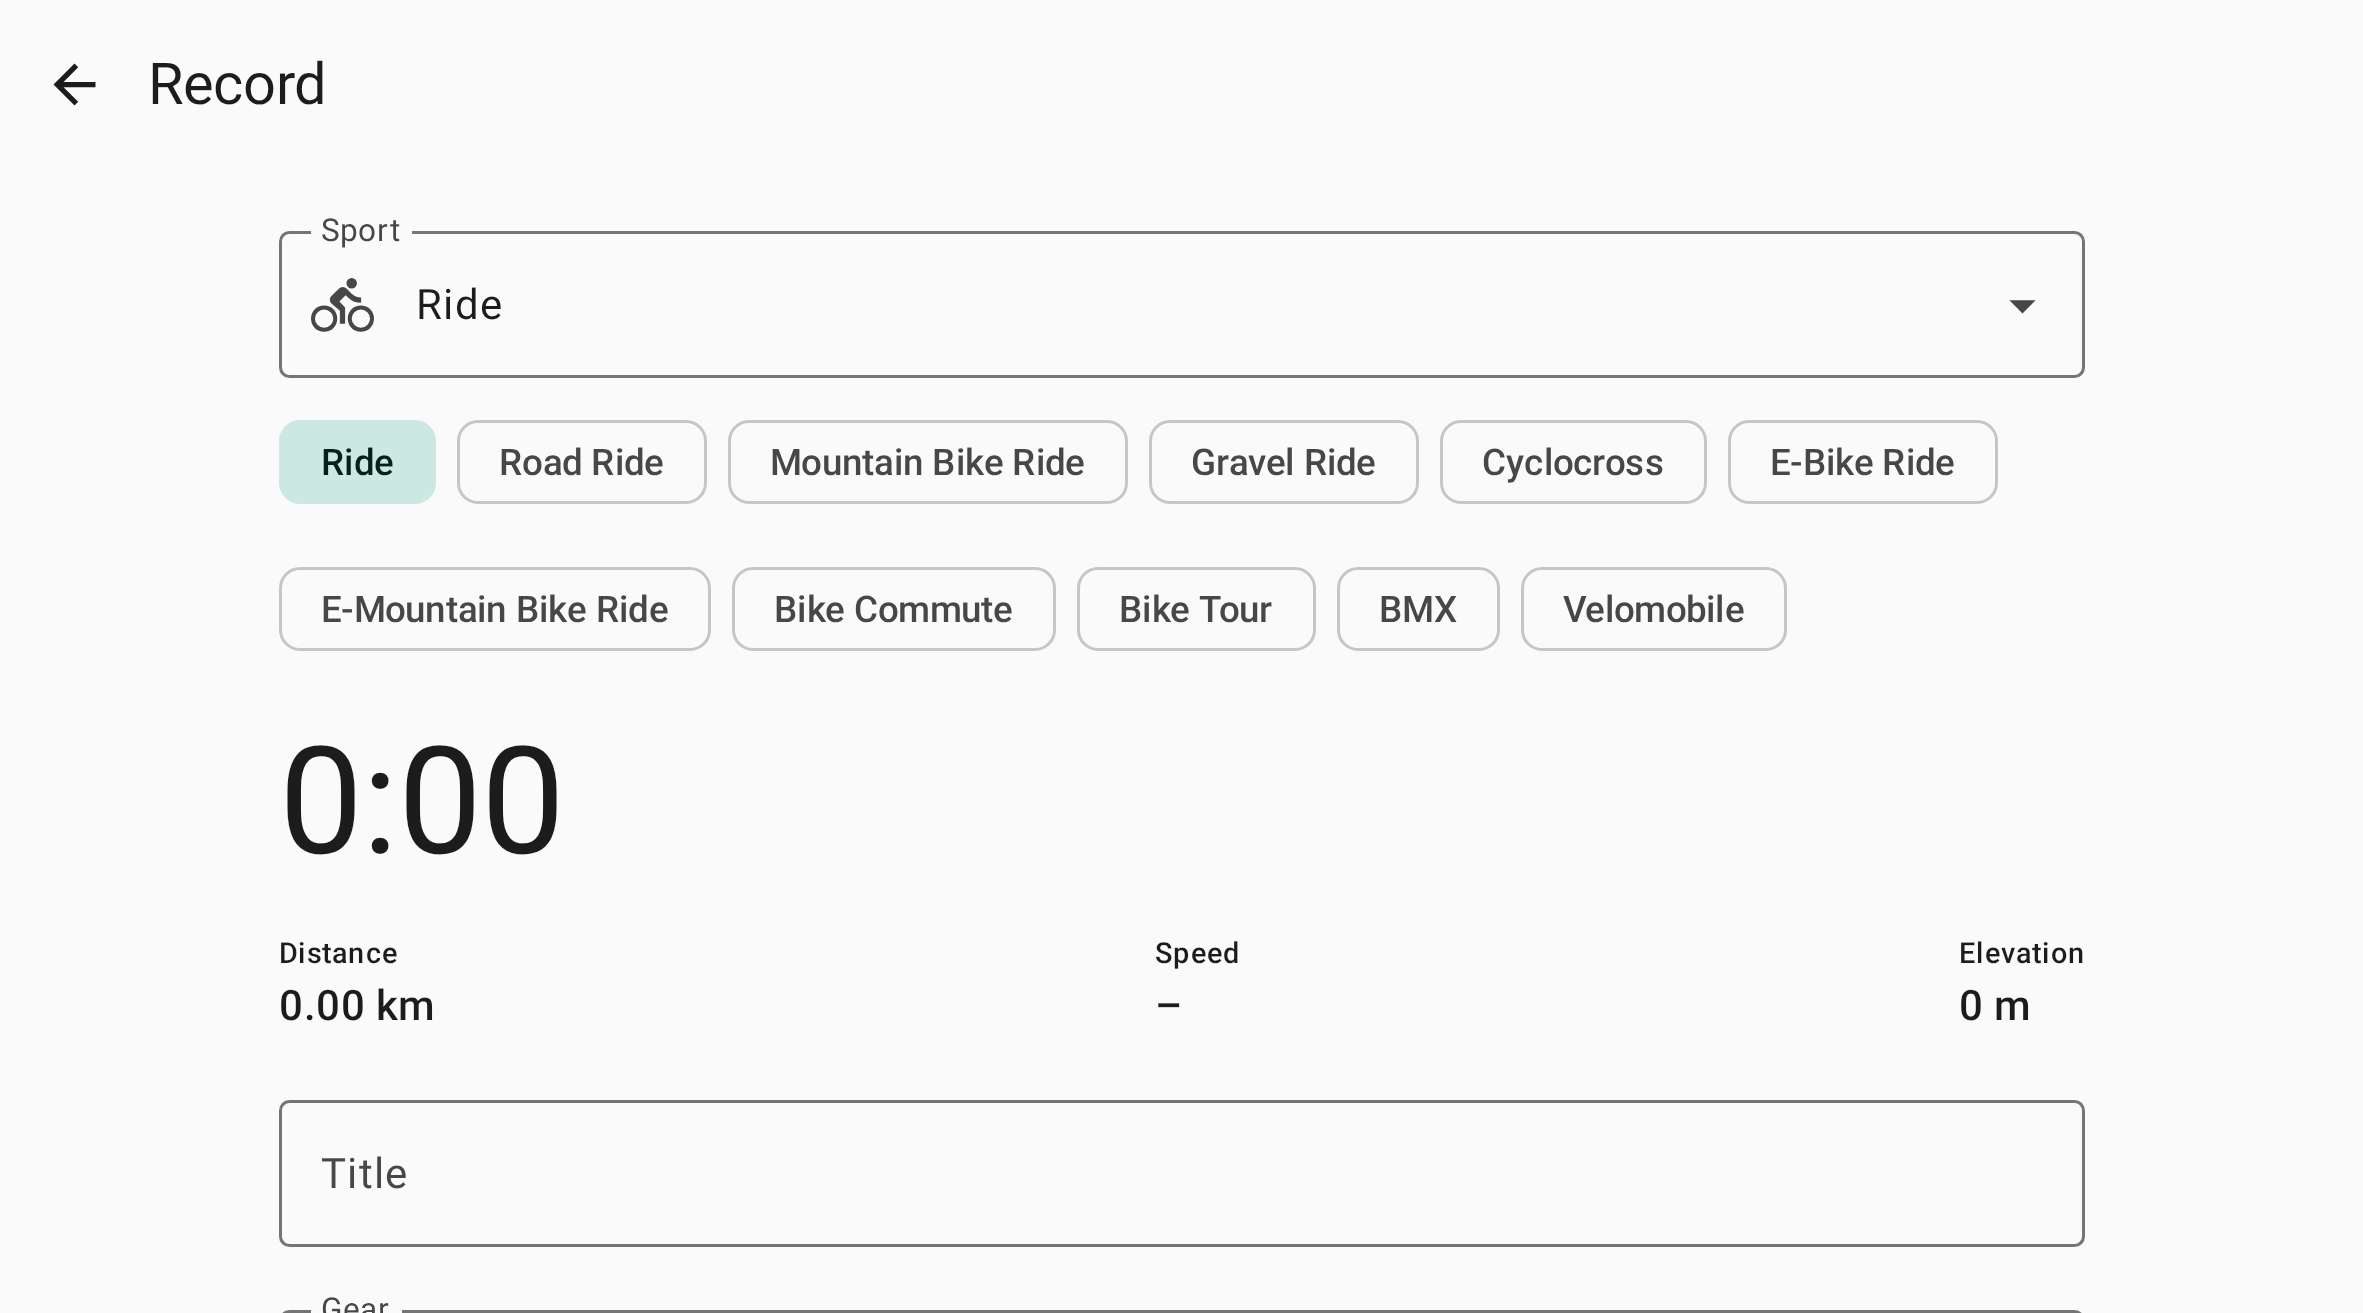 Record
Sport
Ride
Ride Road Ride Mountain Bike Ride Gravel Ride Cyclocross E-Bike Ride
E-Mountain Bike Ride Bike Commute Bike Tour BMX Velomobile
0:00
Distance Speed Elevation
0.00 km – 0 m
Title
Gear